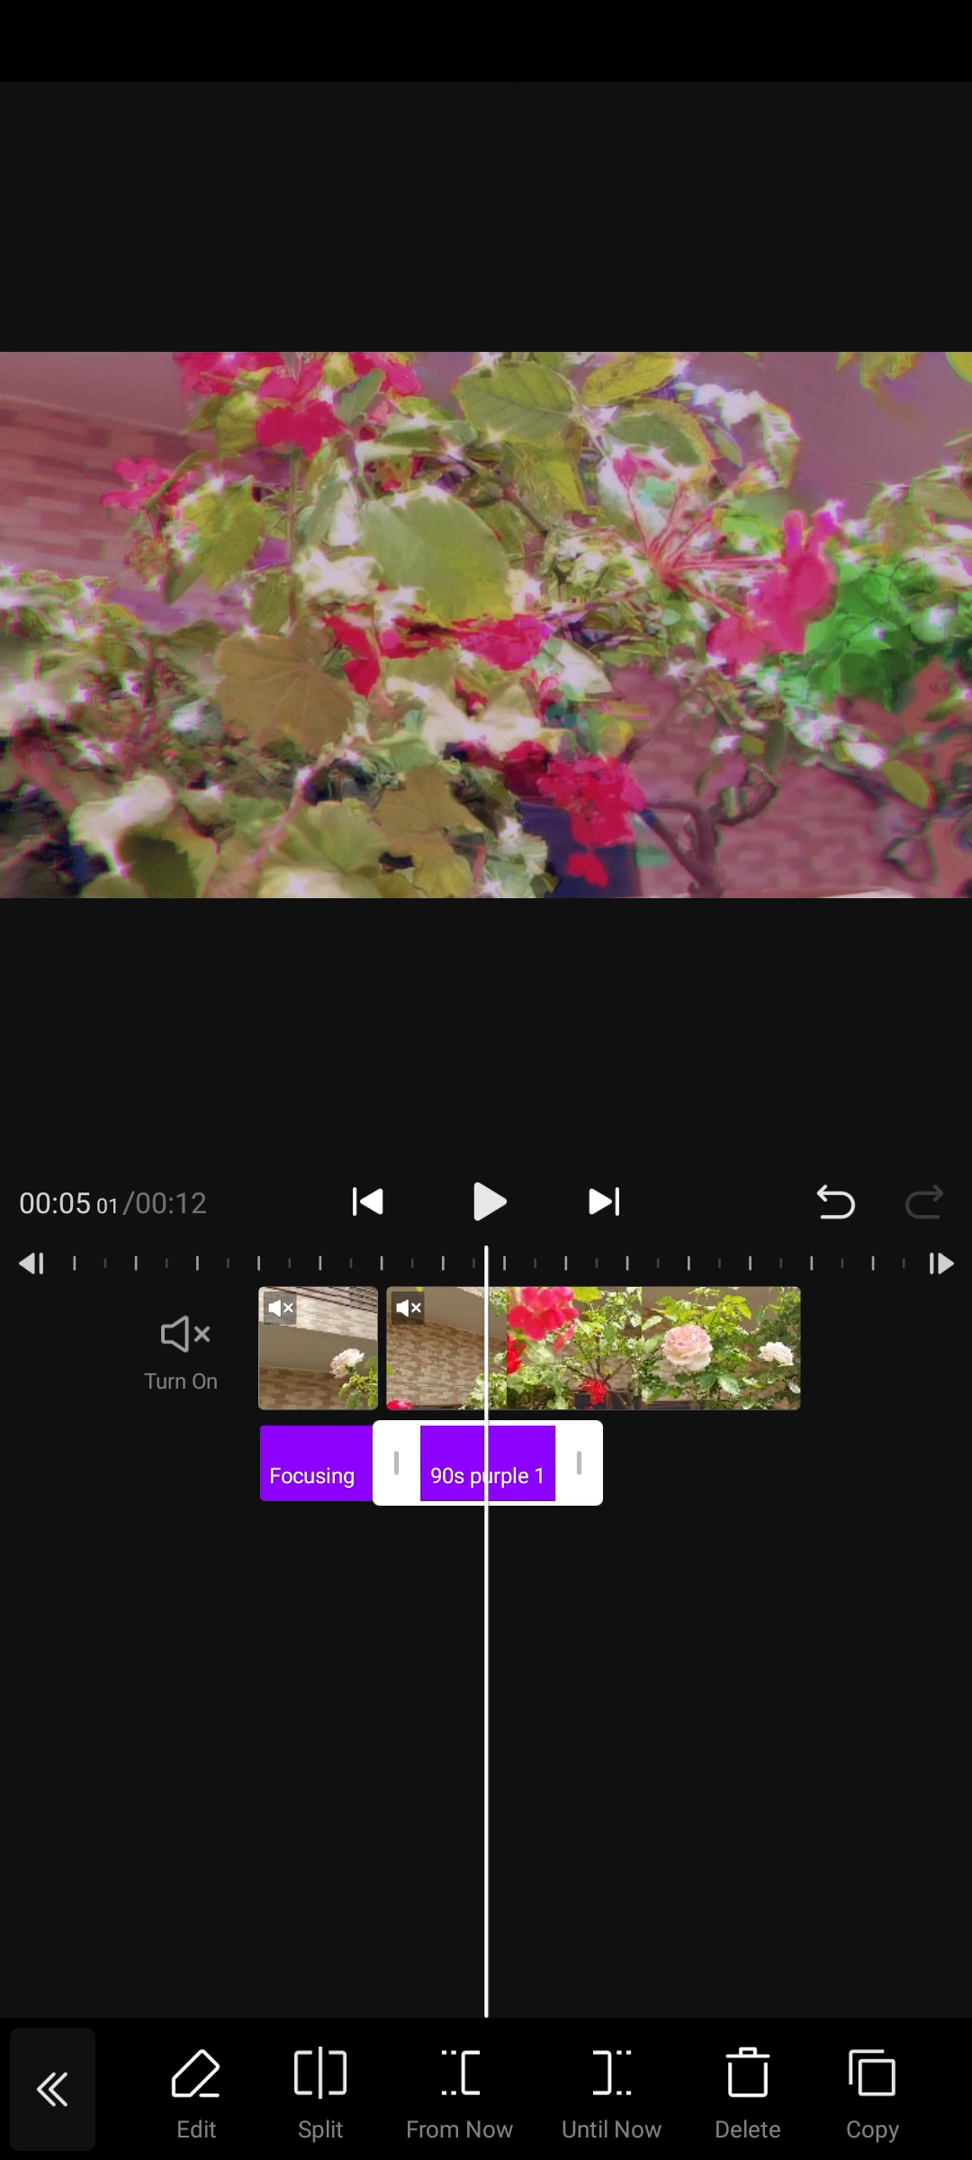 00:05 01 /00:12
Turn On
Focusing
90s purple 1
Edit
Split
From Now
Until Now
Delete
Copy